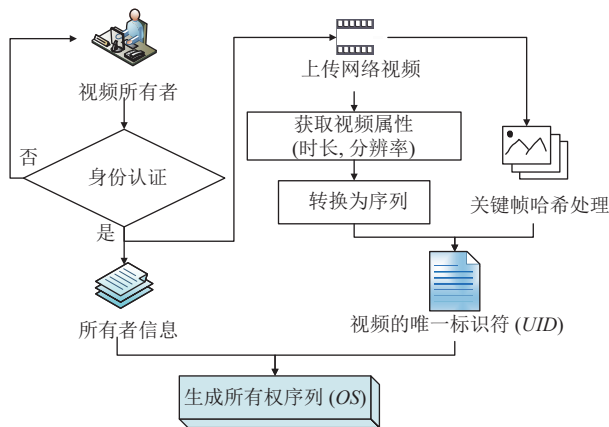 视频所有者
否
身份认证
是
所有者信息
上传网络视频
获取视频属性
(时长, 分辨率)
转换为序列
关键帧哈希处理
视频的唯一标识符 (UID)
生成所有权序列 (OS)